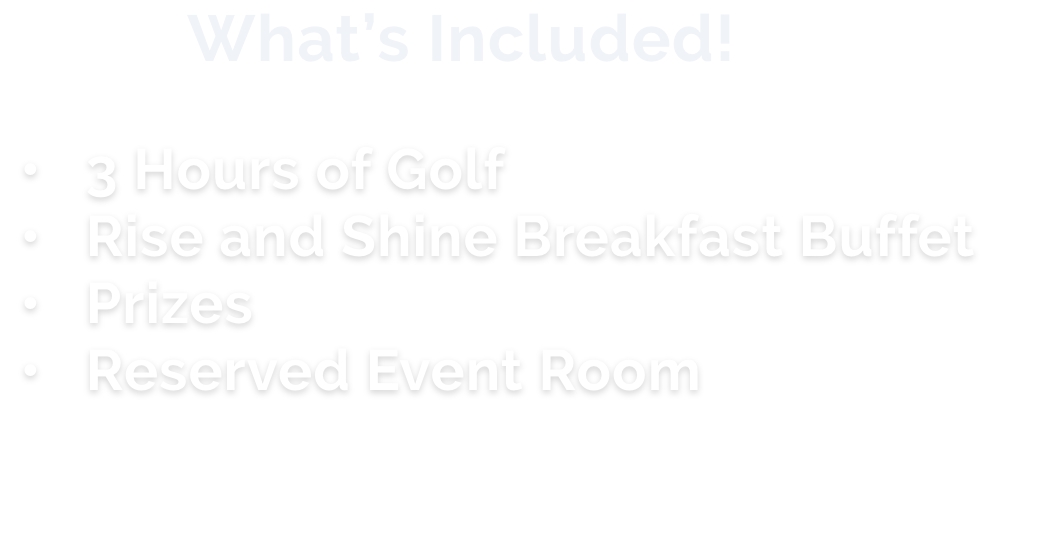 What's Included!
• 3 Hours of Golf
• Rise and Shine Breakfast Buffet
• Prizes
• Reserved Event Room